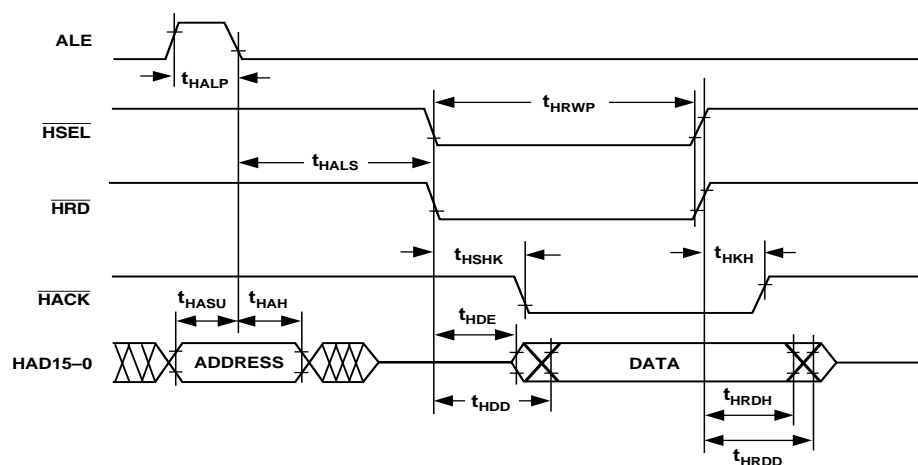 ALE
tHALP
HSEL
tHRWP
tHALS
HRD
tHSHK
tHKH
HACK
tHASU
tHAH
tHDE
HAD15–0
ADDRESS
DATA
tHDD
tHRDH
tHRDD